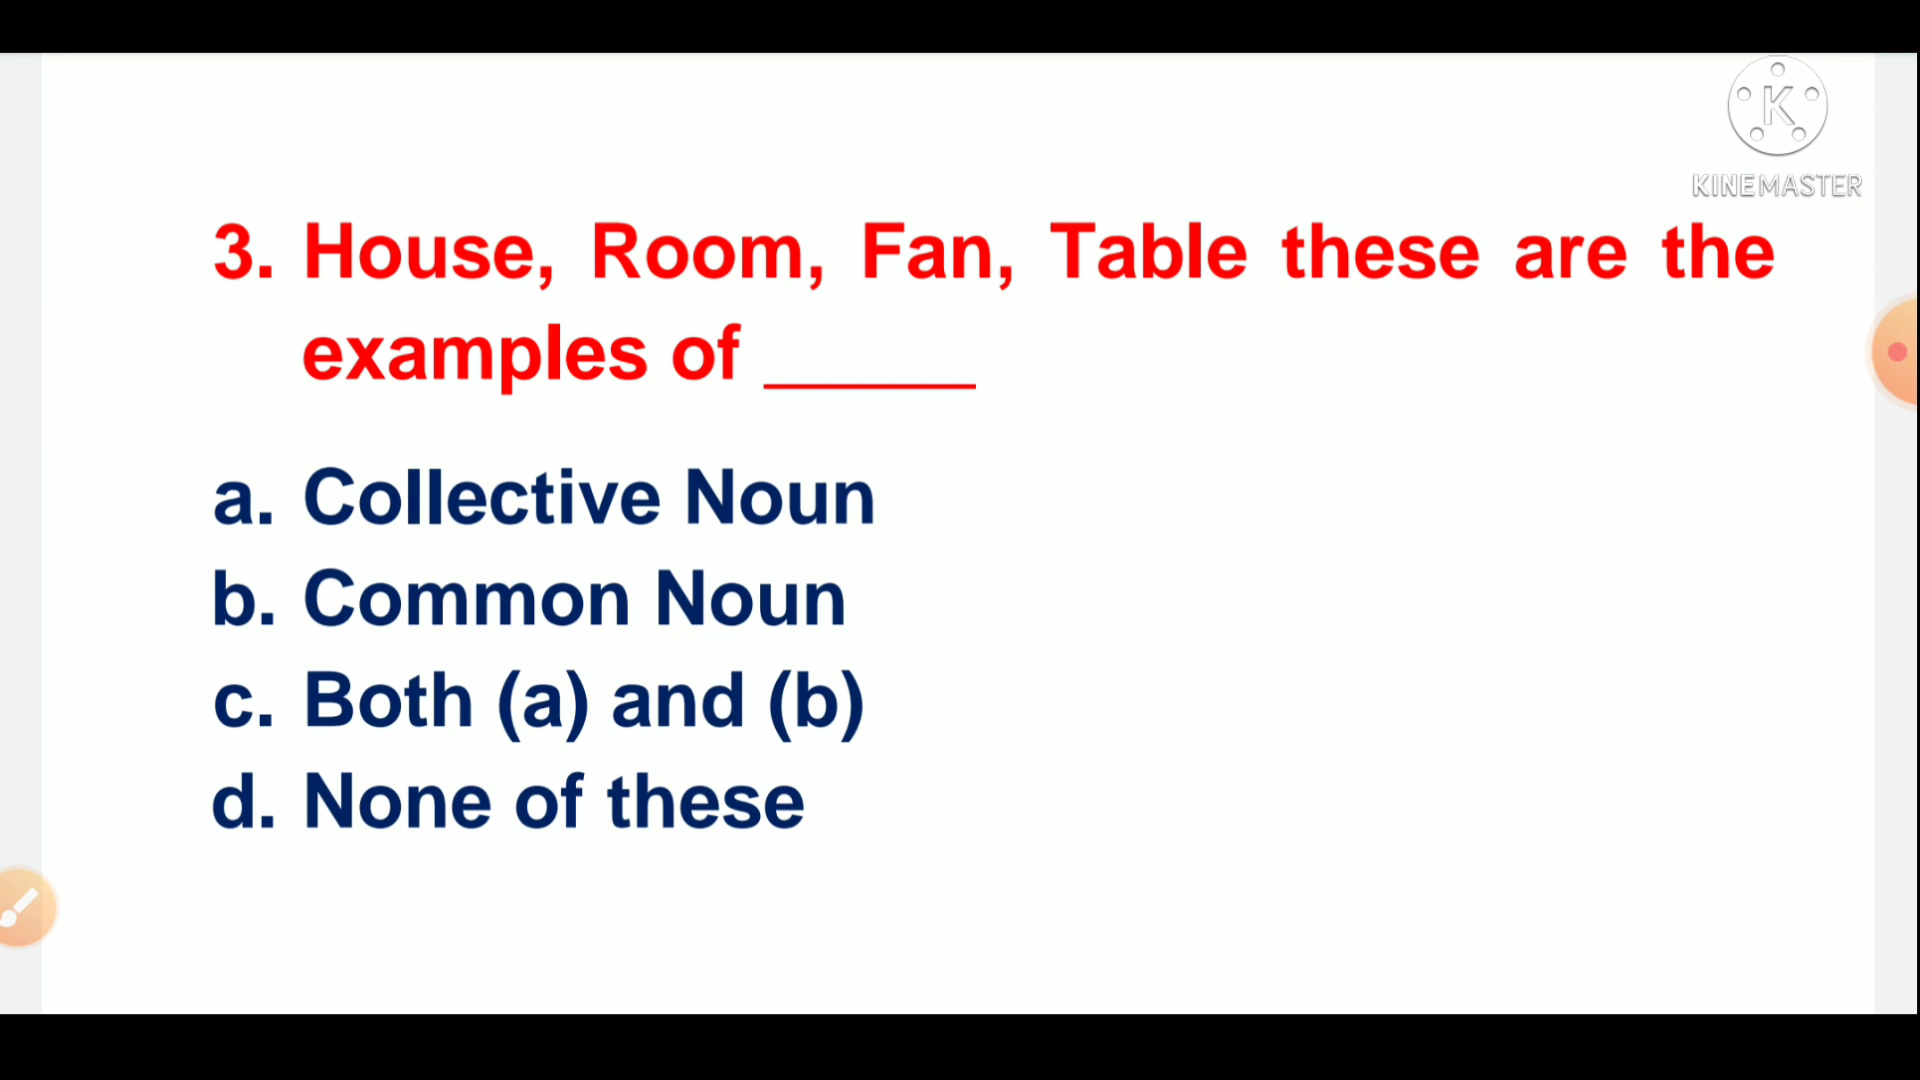 K
KINEMASTER
3. House, Room, Fan, Table these are the
examples of ______
a. Collective Noun
b. Common Noun
c. Both (a) and (b)
d. None of these